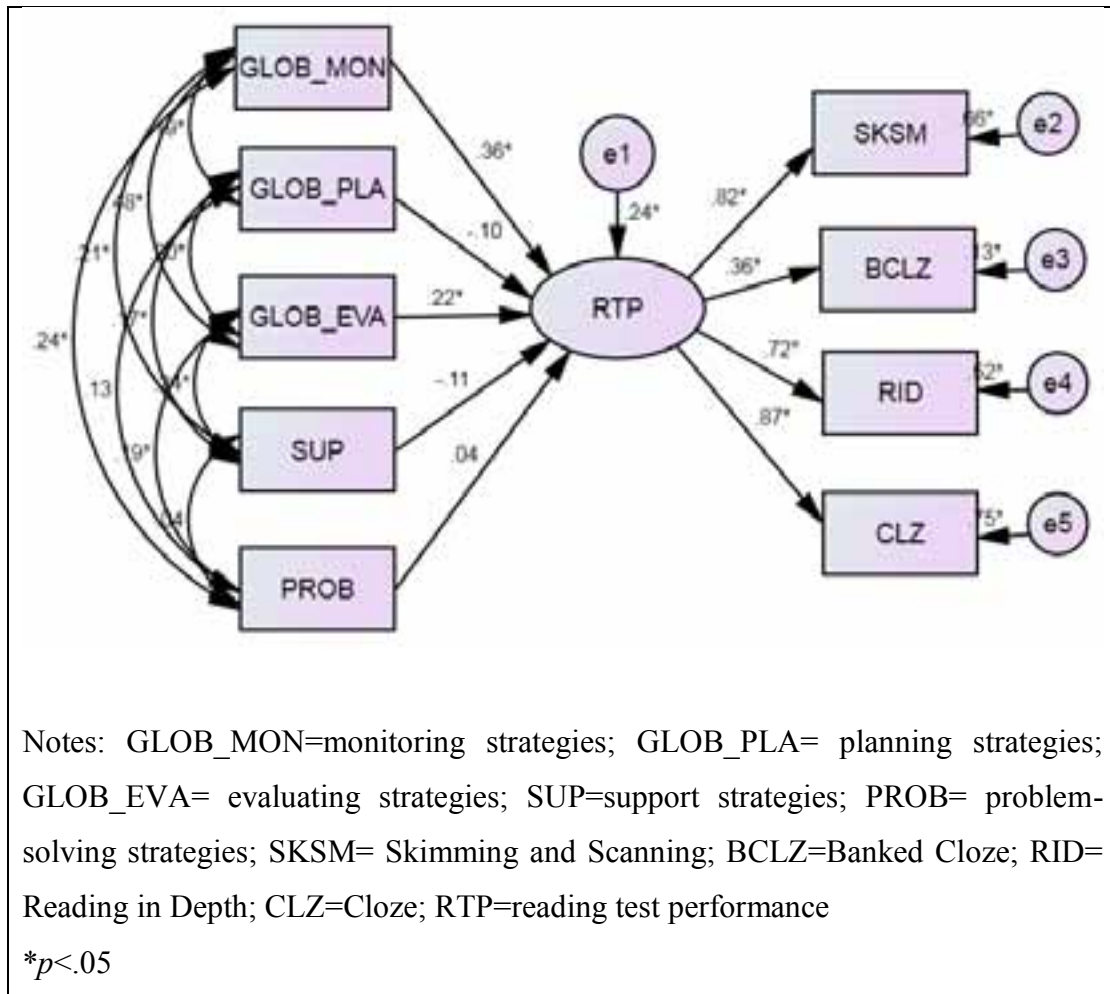 GLOB_MON
GLOB_PLA
GLOB_EVA
SUP
PROB
.24*
.21*
.13
.36*
-.10
.22*
-.11
.04
e1
.24*
RTP
.82*
.36*
.72*
.87*
SKSM
e2
BCLZ
e3
RID
e4
CLZ
e5
Notes: GLOB_MON=monitoring strategies; GLOB_PLA= planning strategies;
GLOB_EVA= evaluating strategies; SUP=support strategies; PROB= problem-
solving strategies; SKSM= Skimming and Scanning; BCLZ=Banked Cloze; RID=
Reading in Depth; CLZ=Cloze; RTP=reading test performance
*p<.05